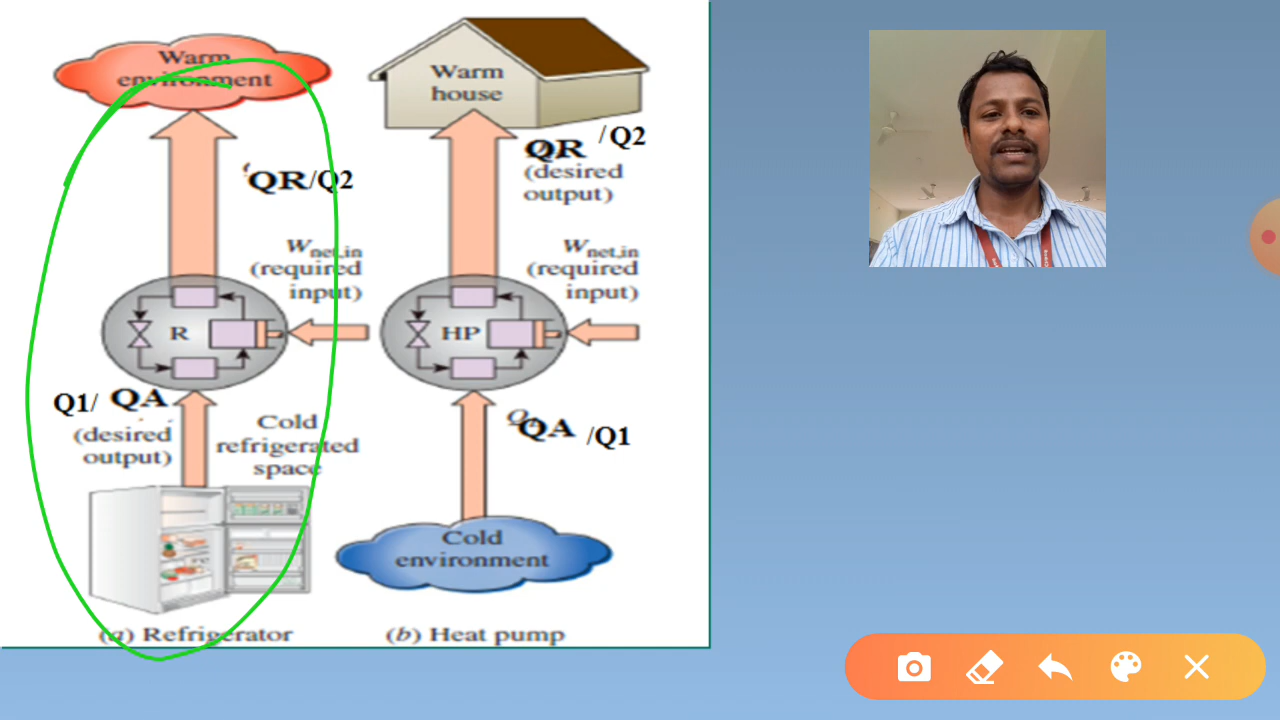 Warm
environment
QR/Q2
Wnet,in
(required
input)
R
Q1/ QA
(desired
output)
Cold
refrigerated
space
(a) Refrigerator
Warm
house
QR /Q2
(desired
output)
Wnet,in
(required
input)
HP
QA /Q1
Cold
environment
(b) Heat pump